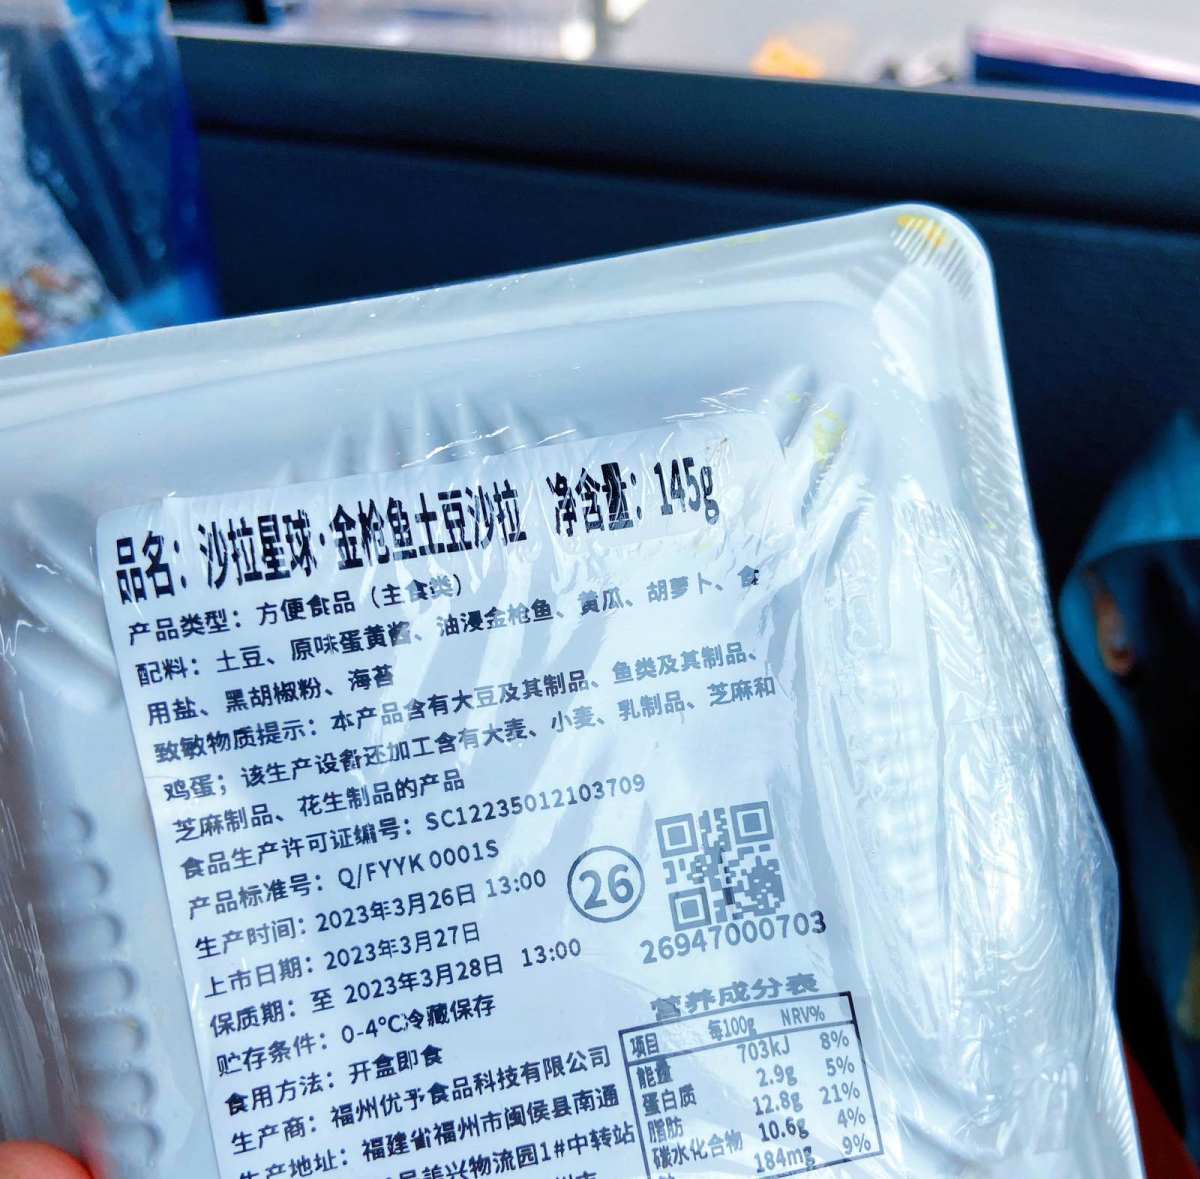 品名：沙拉星球·金枪鱼土豆沙拉 净含量：145g
产品类型：方便食品（主食类）
配料：土豆、原味蛋黄酱、油浸金枪鱼、黄瓜、胡萝卜、食
用盐、黑胡椒粉、海苔
致敏物质提示：本产品含有大豆及其制品、鱼类及其制品、
鸡蛋；该生产设备还加工含有大麦、小麦、乳制品、芝麻和
芝麻制品、花生制品的产品
食品生产许可证编号：SC12235012103709
产品标准号：Q/FYYK 0001S
生产时间：2023年3月26日 13:00
上市日期：2023年3月27日
保质期：至 2023年3月28日 13:00
贮存条件：0-4℃冷藏保存
食用方法：开盒即食
生产商：福州优予食品科技有限公司
生产地址：福建省福州市闽侯县南通
兴物流园1#中转站
26
26947000703
营养成分表
项目 每100g NRV%
能量 703kJ 8%
蛋白质 2.9g 5%
脂肪 12.8g 21%
碳水化合物 10.6g 4%
184mg 9%